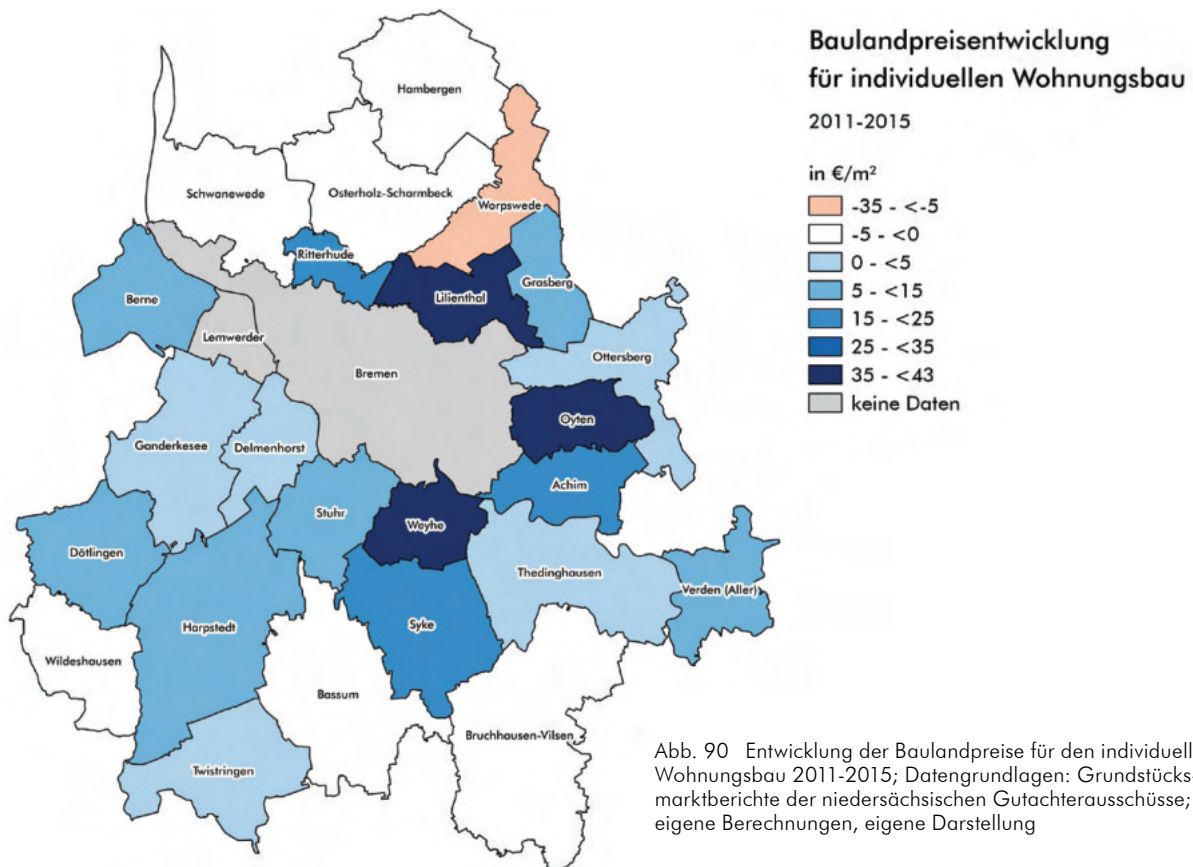 Baulandpreisentwicklung
für individuellen Wohnungsbau
2011-2015
in €/m²
-35 - <-5
-5 - <0
0 - <5
5 - <15
15 - <25
25 - <35
35 - <43
keine Daten
Hambergen
Schwanewede
Osterholz-Scharmbeck
Worpswede
Ritterhude
Grasberg
Berne
Lilienthal
Lemwerder
Ottersberg
Bremen
Oyten
Ganderkesee
Delmenhorst
Achim
Stuhr
Weyhe
Dötlingen
Thedinghausen
Verden (Aller)
Harpstedt
Syke
Wildeshausen
Bassum
Bruchhausen-Vilsen
Twistringen
Abb. 90 Entwicklung der Baulandpreise für den individuell
Wohnungsbau 2011-2015; Datengrundlagen: Grundstücks-
marktberichte der niedersächsischen Gutachterausschüsse;
eigene Berechnungen, eigene Darstellung